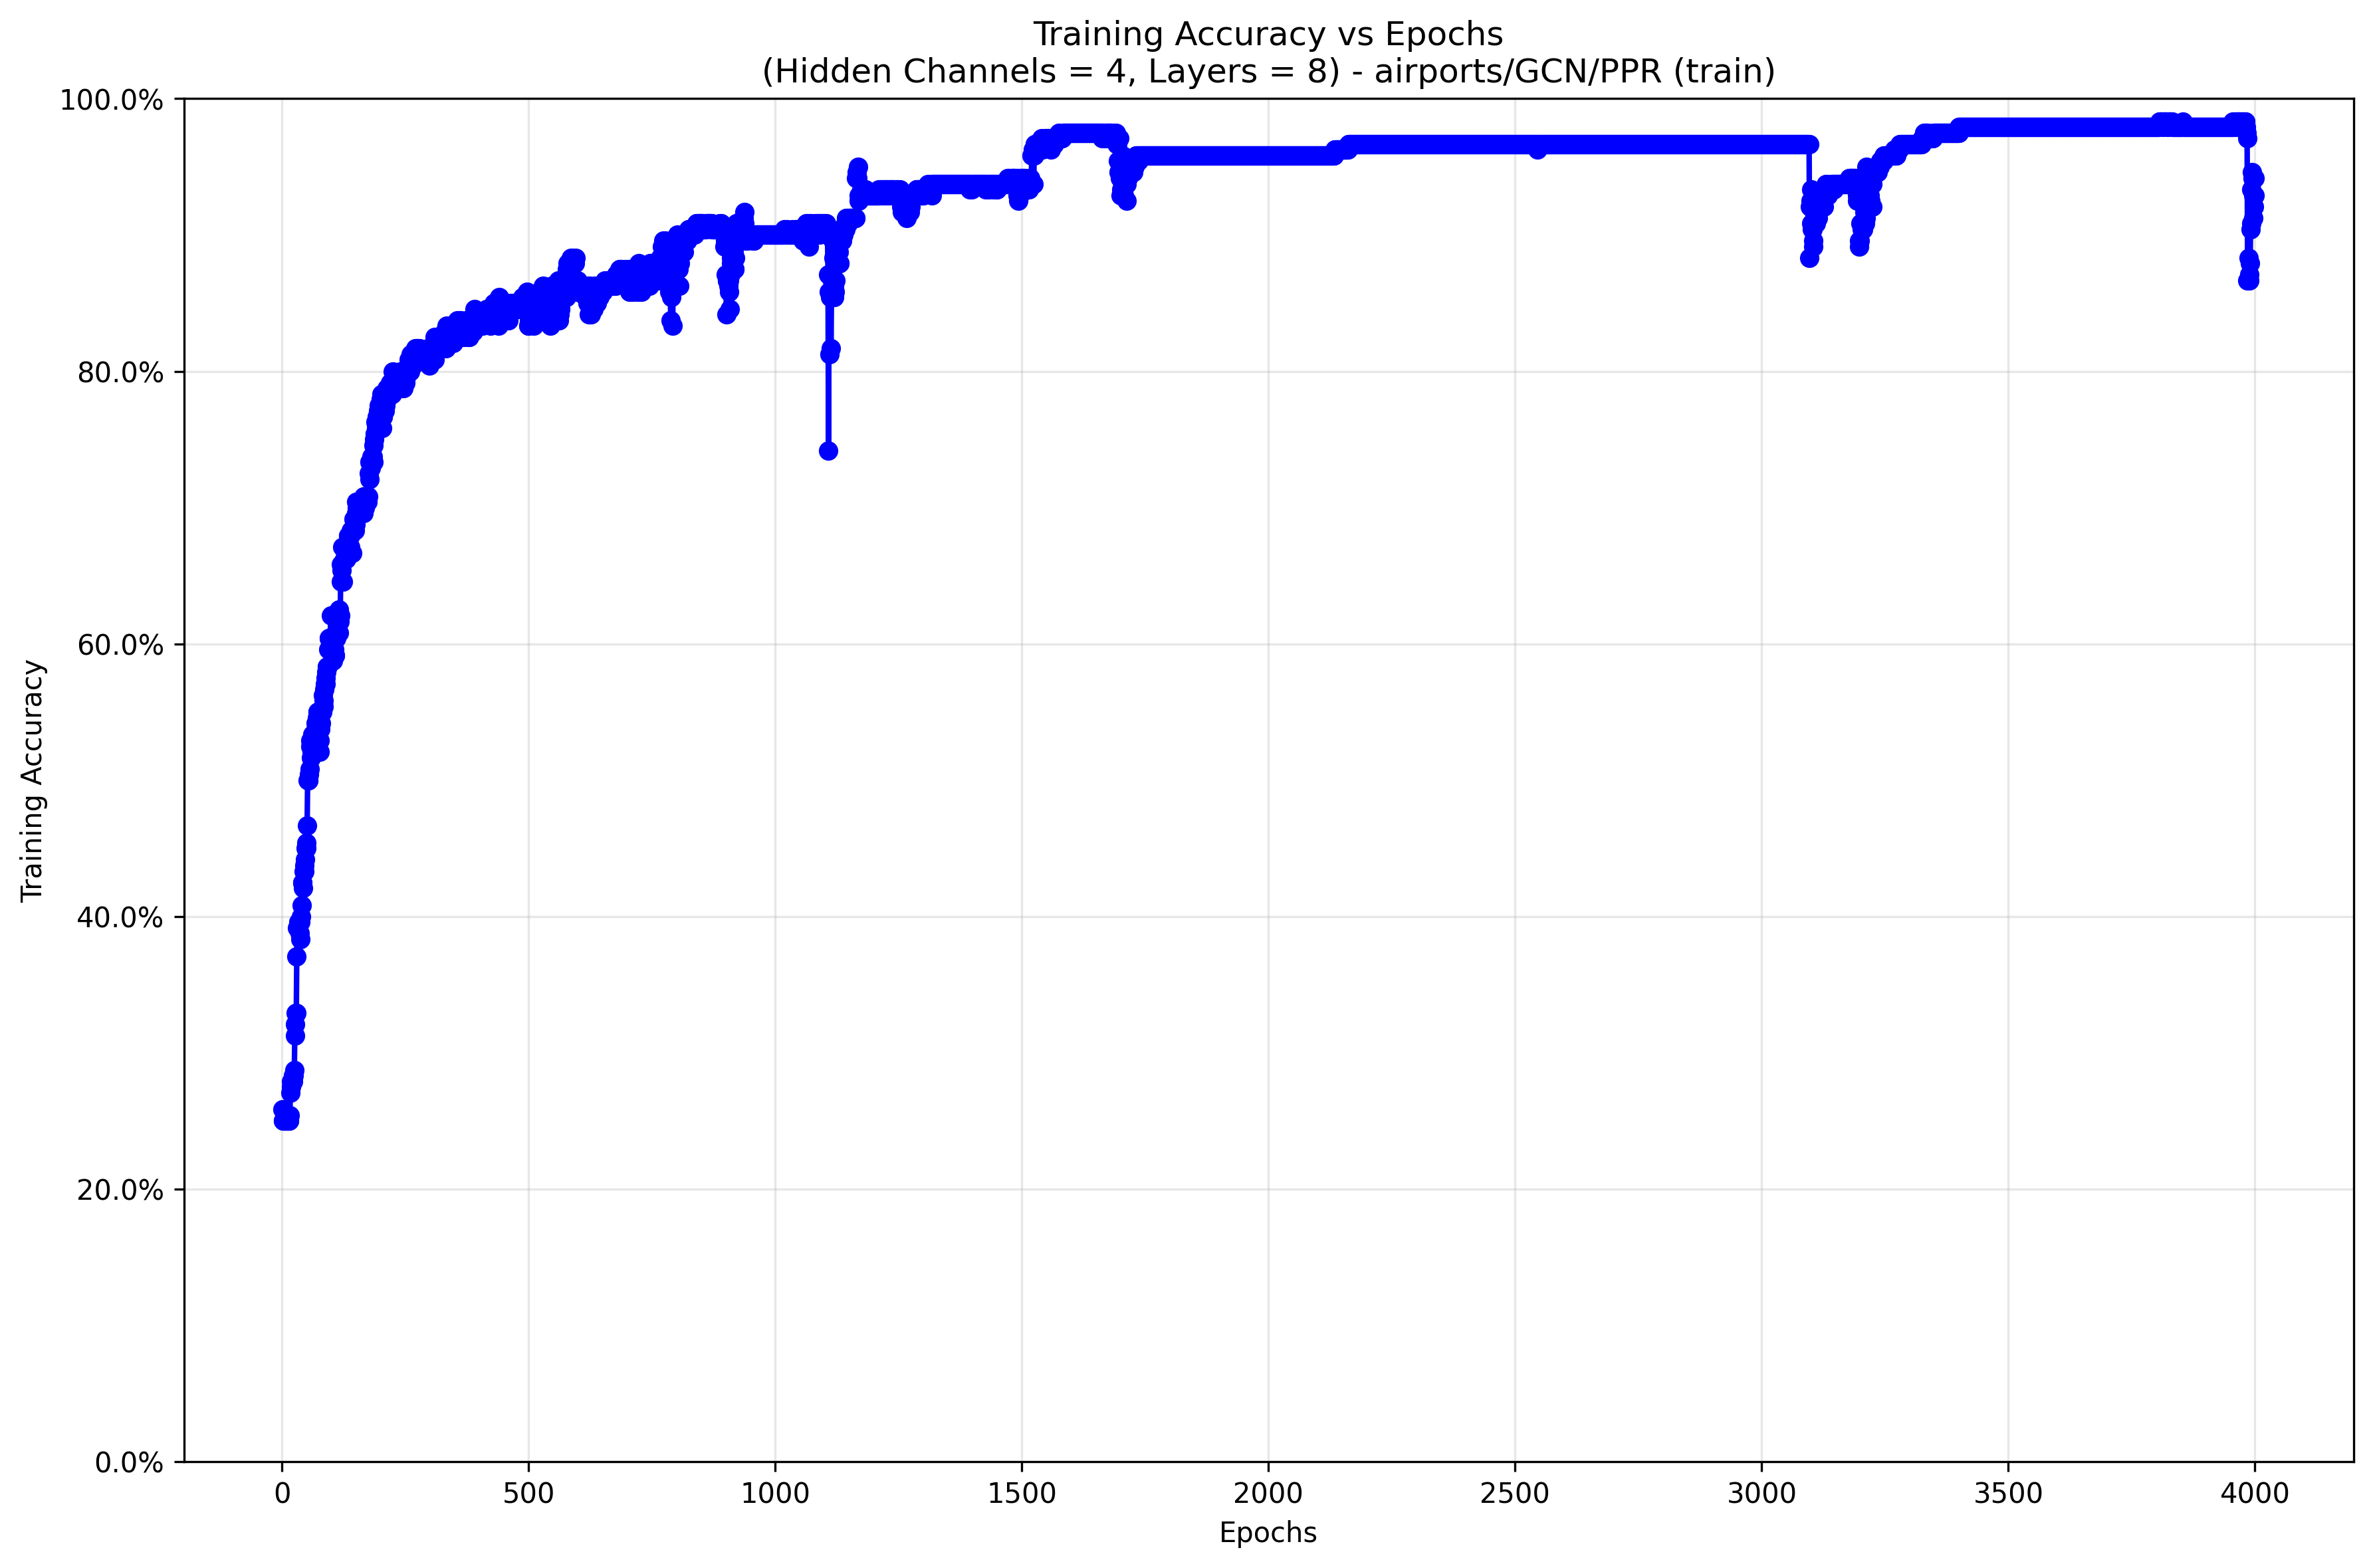 Training Accuracy vs Epochs
(Hidden Channels = 4, Layers = 8) - airports/GCN/PPR (train)
100.0%
80.0%
60.0%
40.0%
20.0%
0.0%
Training Accuracy
0 500 1000 1500 2000 2500 3000 3500 4000
Epochs